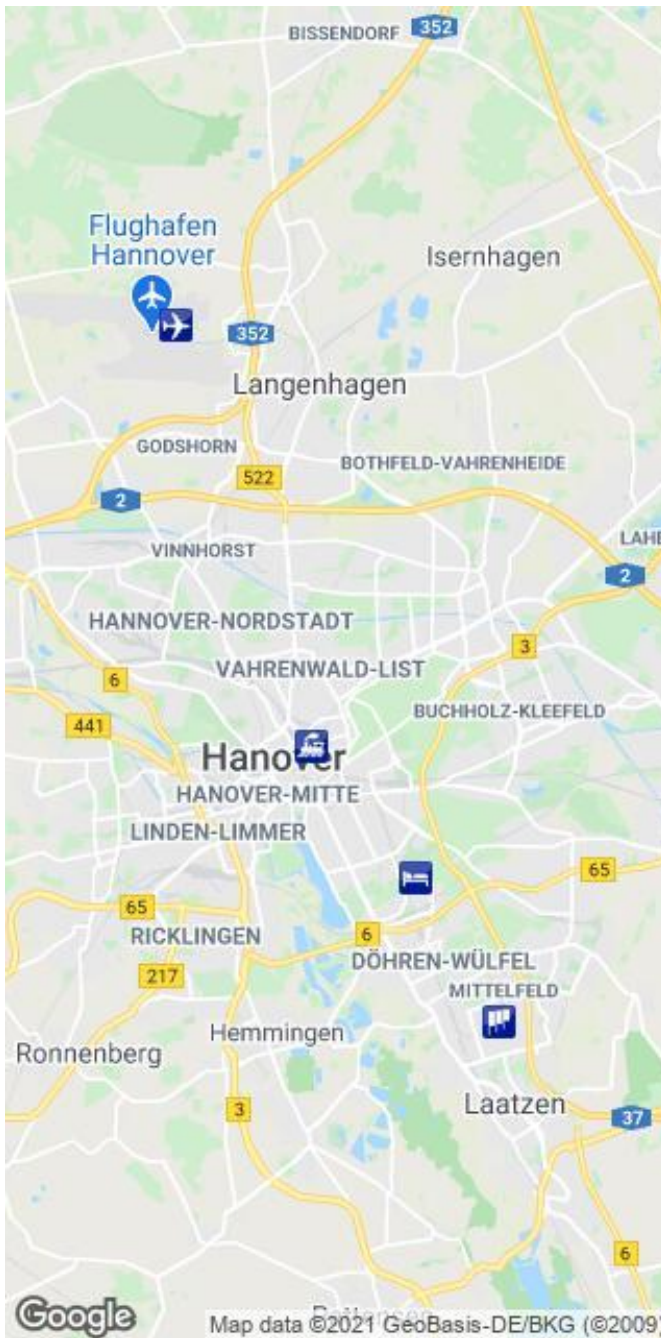 BISSENDORF
352
Flughafen
Hannover
Isernhagen
352
Langenhagen
GODSHORN
BOTHFELD-VAHRENHEIDE
522
2
LAHE
VINNHORST
2
HANNOVER-NORDSTADT
3
VAHRENWALD-LIST
6
BUCHHOLZ-KLEEFELD
441
Hanover
HANOVER-MITTE
LINDEN-LIMMER
65
65
RICKLINGEN
6
DÖHREN-WÜLFEL
217
MITTELFELD
Hemmingen
Ronnenberg
Laatzen
3
37
6
Google
Map data ©2021 GeoBasis-DE/BKG (©2009